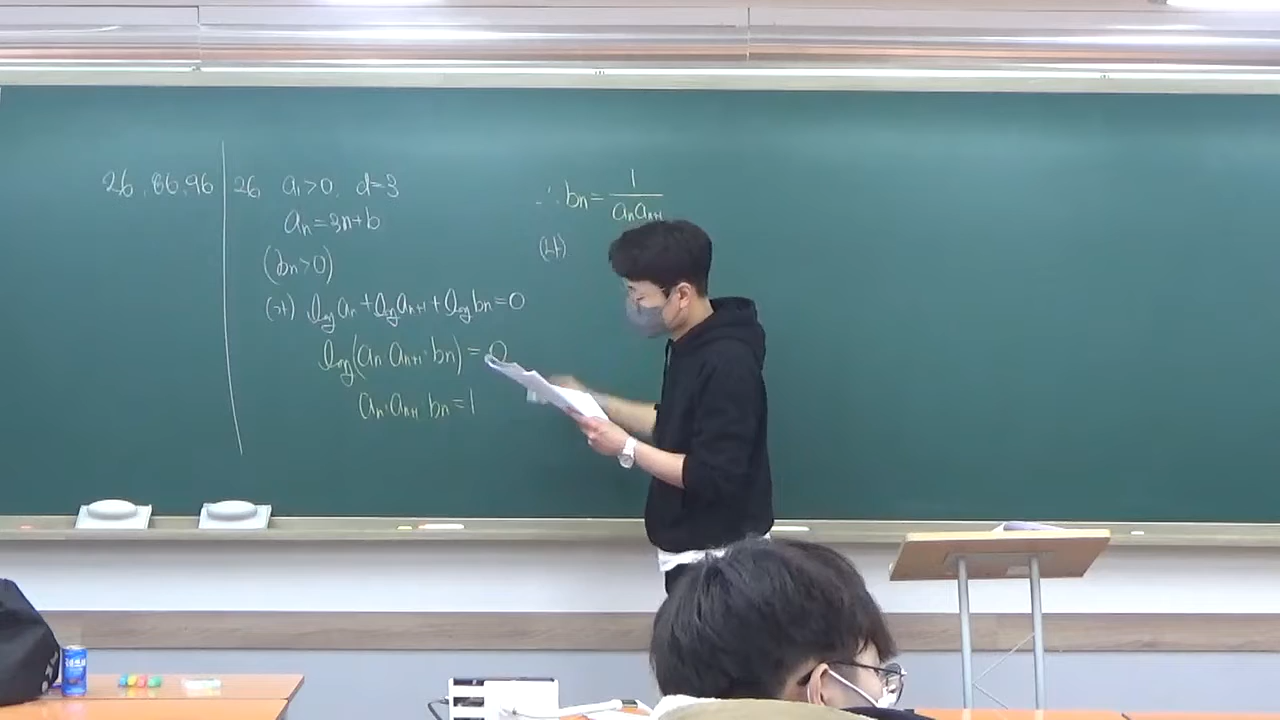 26, 86, 96
26, a₁>0, d=3
aₙ=3n+b
(bₙ>0)
(가) log aₙ + log aₙ₊₁ + log bₙ = 0
log(aₙ aₙ₊₁·bₙ) = 0
aₙ·aₙ₊₁ bₙ = 1
∴ bₙ = 1/(aₙaₙ₊₁)
(나)